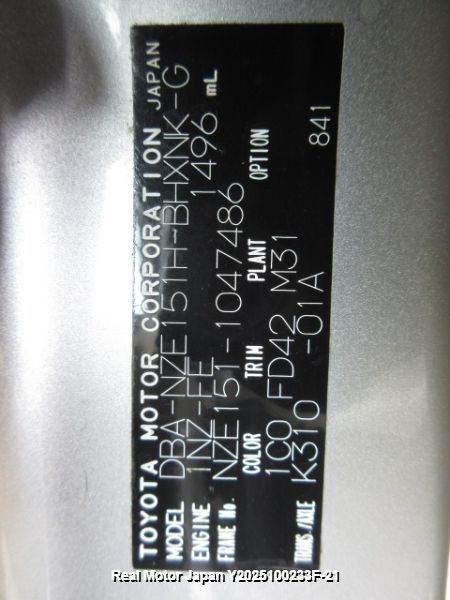 TOYOTA MOTOR CORPORATION JAPAN
MODEL DBA-NZE151H-BHXNK-G
ENGINE 1NZ-FE 1496 mL
FRAME No. NZE151-1047486
COLOR TRIM PLANT OPTION
1C0 FD42 M31 841
TRANS/AXLE K310 -01A
Real Motor Japan Y2025100233F-21